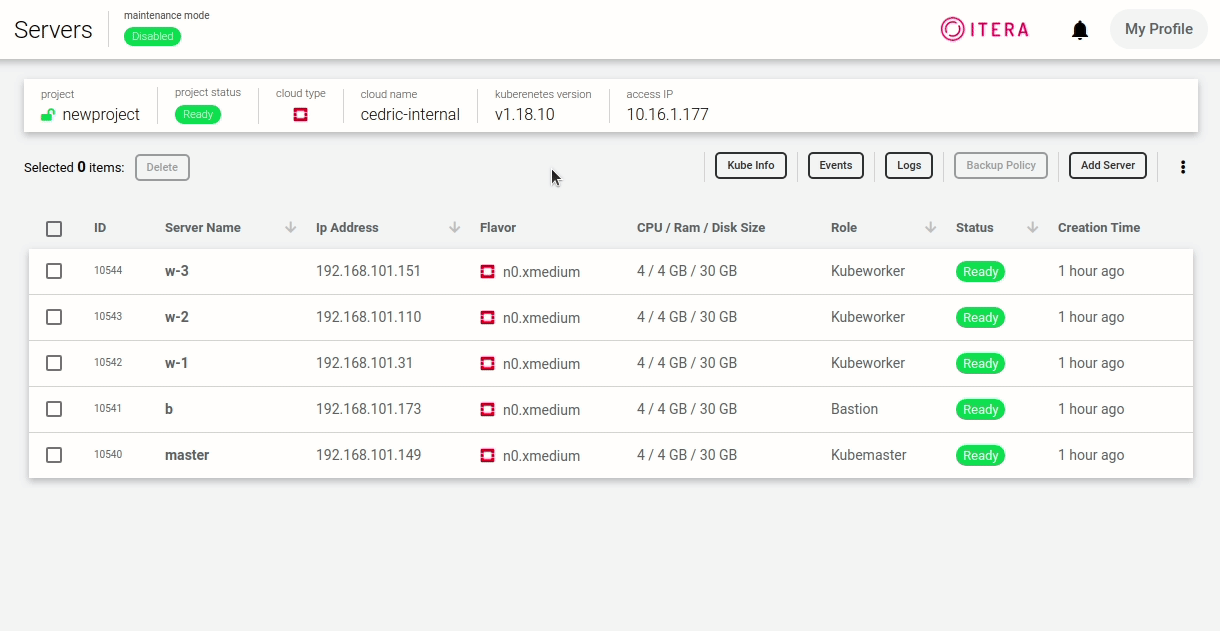 Servers
maintenance mode
Disabled
ITERA
My Profile
project
newproject
project status
Ready
cloud type
cloud name
cedric-internal
kuberenetes version
v1.18.10
access IP
10.16.1.177
Selected 0 items: Delete Kube Info Events Logs Backup Policy Add Server
ID Server Name Ip Address Flavor CPU / Ram / Disk Size Role Status Creation Time
10544 w-3 192.168.101.151 n0.xmedium 4 / 4 GB / 30 GB Kubeworker Ready 1 hour ago
10543 w-2 192.168.101.110 n0.xmedium 4 / 4 GB / 30 GB Kubeworker Ready 1 hour ago
10542 w-1 192.168.101.31 n0.xmedium 4 / 4 GB / 30 GB Kubeworker Ready 1 hour ago
10541 b 192.168.101.173 n0.xmedium 4 / 4 GB / 30 GB Bastion Ready 1 hour ago
10540 master 192.168.101.149 n0.xmedium 4 / 4 GB / 30 GB Kubemaster Ready 1 hour ago